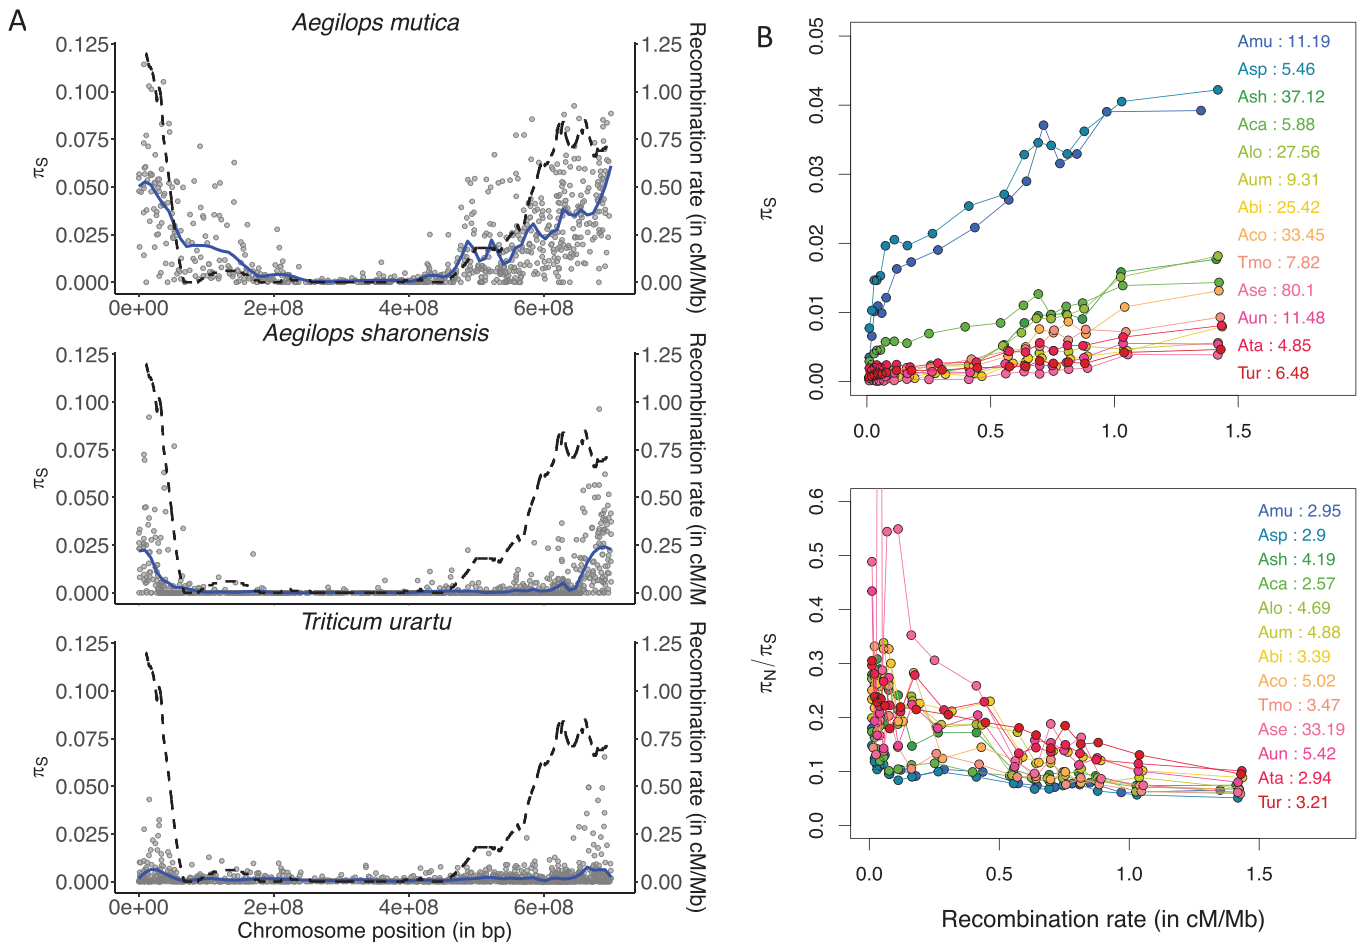 A
Aegilops mutica
0.125
0.100
0.075
0.050
0.025
0.000
πS
1.25
1.00
0.75
0.50
0.25
0.00
Recombination rate (in cM/Mb)
0e+00 2e+08 4e+08 6e+08
Aegilops sharonensis
0.125
0.100
0.075
0.050
0.025
0.000
πS
1.25
1.00
0.75
0.50
0.25
0.00
Recombination rate (in cM/M
0e+00 2e+08 4e+08 6e+08
Triticum urartu
0.125
0.100
0.075
0.050
0.025
0.000
πS
1.25
1.00
0.75
0.50
0.25
0.00
Recombination rate (in cM/Mb)
0e+00 2e+08 4e+08 6e+08
Chromosome position (in bp)
B
0.05
0.04
0.03
0.02
0.01
0.00
πS
Amu : 11.19
Asp : 5.46
Ash : 37.12
Aca : 5.88
Alo : 27.56
Aum : 9.31
Abi : 25.42
Aco : 33.45
Tmo : 7.82
Ase : 80.1
Aun : 11.48
Ata : 4.85
Tur : 6.48
0.0 0.5 1.0 1.5
0.6
0.5
0.4
0.3
0.2
0.1
0.0
πN/πS
Amu : 2.95
Asp : 2.9
Ash : 4.19
Aca : 2.57
Alo : 4.69
Aum : 4.88
Abi : 3.39
Aco : 5.02
Tmo : 3.47
Ase : 33.19
Aun : 5.42
Ata : 2.94
Tur : 3.21
0.0 0.5 1.0 1.5
Recombination rate (in cM/Mb)